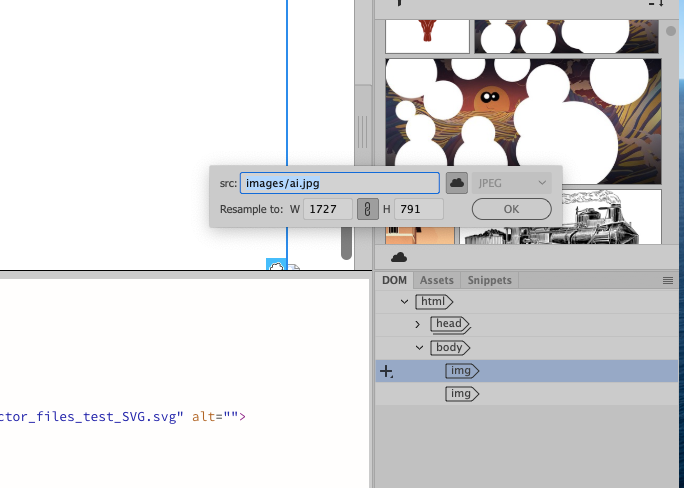 src: images/ai.jpg JPEG
Resample to: W 1727 H 791 OK
DOM Assets Snippets
html
head
body
img
img
ctor_files_test_SVG.svg" alt="">